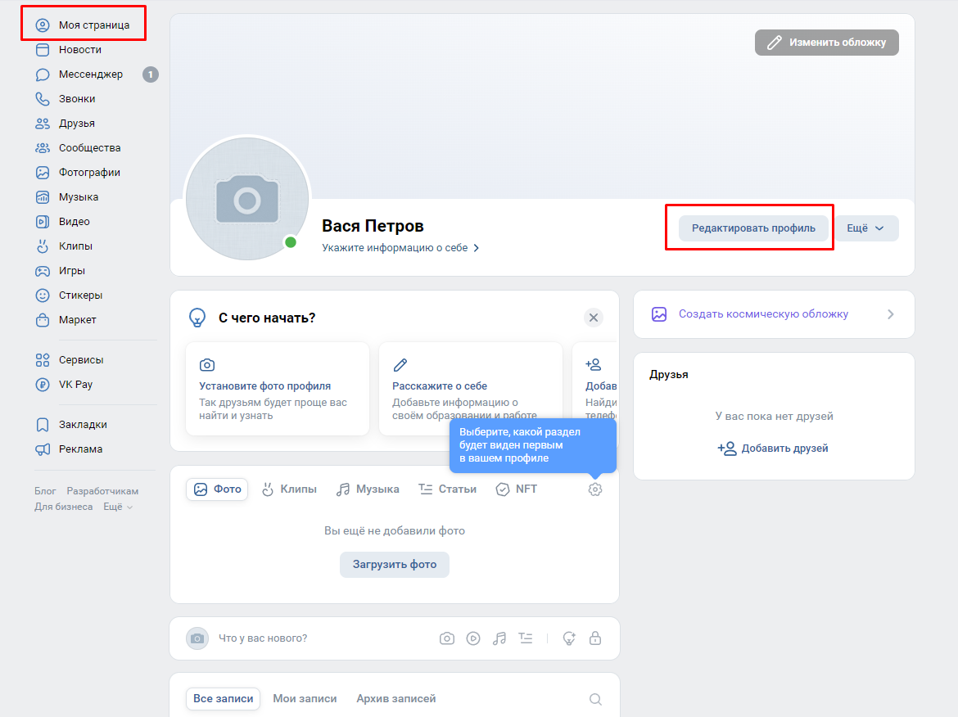 Моя страница
Новости
Мессенджер 1
Звонки
Друзья
Сообщества
Фотографии
Музыка
Видео
Клипы
Игры
Стикеры
Маркет
Сервисы
VK Pay
Закладки
Реклама
Блог Разработчикам
Для бизнеса Ещё
Изменить обложку
Вася Петров
Укажите информацию о себе
Редактировать профиль
Ещё
С чего начать?
Установите фото профиля
Так друзьям будет проще вас
найти и узнать
Расскажите о себе
Добавьте информацию о
своём образовании и работе
Добав
Найди
телеф
Выберите, какой раздел
будет виден первым
в вашем профиле
Фото Клипы Музыка Статьи NFT
Вы ещё не добавили фото
Загрузить фото
Что у вас нового?
Все записи Мои записи Архив записей
Создать космическую обложку
Друзья
У вас пока нет друзей
Добавить друзей